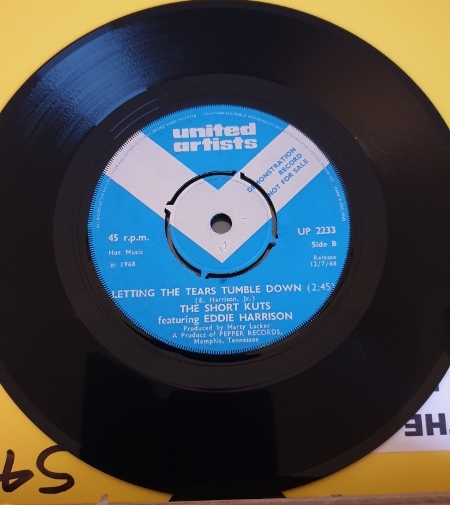 united
artists
DEMONSTRATION
RECORD
NOT FOR SALE
45 r.p.m.
UP 2233
Side B
Hut Music
℗ 1968
Release
12/7/68
LETTING THE TEARS TUMBLE DOWN (2:45)
(E. Harrison, Jr.)
THE SHORT KUTS
featuring EDDIE HARRISON
Produced by Marty Lacker
A Product of PEPPER RECORDS,
Memphis, Tennessee